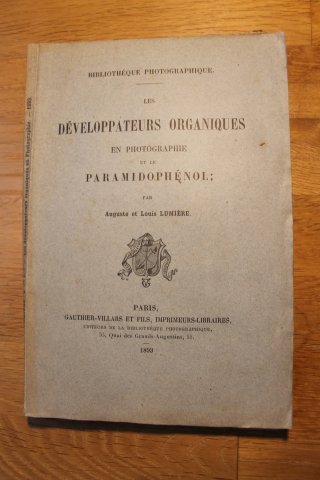 BIBLIOTHÈQUE PHOTOGRAPHIQUE.
LES
DÉVELOPPATEURS ORGANIQUES
EN PHOTOGRAPHIE
ET LE
PARAMIDOPHÉNOL;
PAR
Auguste et Louis LUMIÈRE.
PARIS,
GAUTHIER-VILLARS ET FILS, IMPRIMEURS-LIBRAIRES,
ÉDITEURS DE LA BIBLIOTHÈQUE PHOTOGRAPHIQUE,
55, Quai des Grands-Augustins, 55.
1893